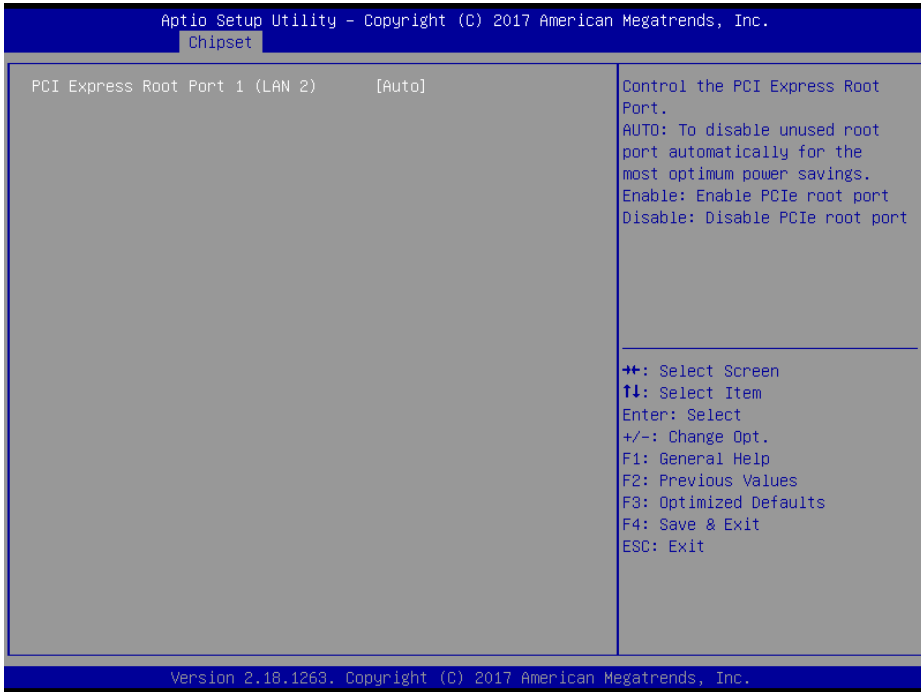 Aptio Setup Utility – Copyright (C) 2017 American Megatrends, Inc.
Chipset
PCI Express Root Port 1 (LAN 2) [Auto]
Control the PCI Express Root
Port.
AUTO: To disable unused root
port automatically for the
most optimum power savings.
Enable: Enable PCIe root port
Disable: Disable PCIe root port
→←: Select Screen
↑↓: Select Item
Enter: Select
+/-: Change Opt.
F1: General Help
F2: Previous Values
F3: Optimized Defaults
F4: Save & Exit
ESC: Exit
Version 2.18.1263. Copyright (C) 2017 American Megatrends, Inc.